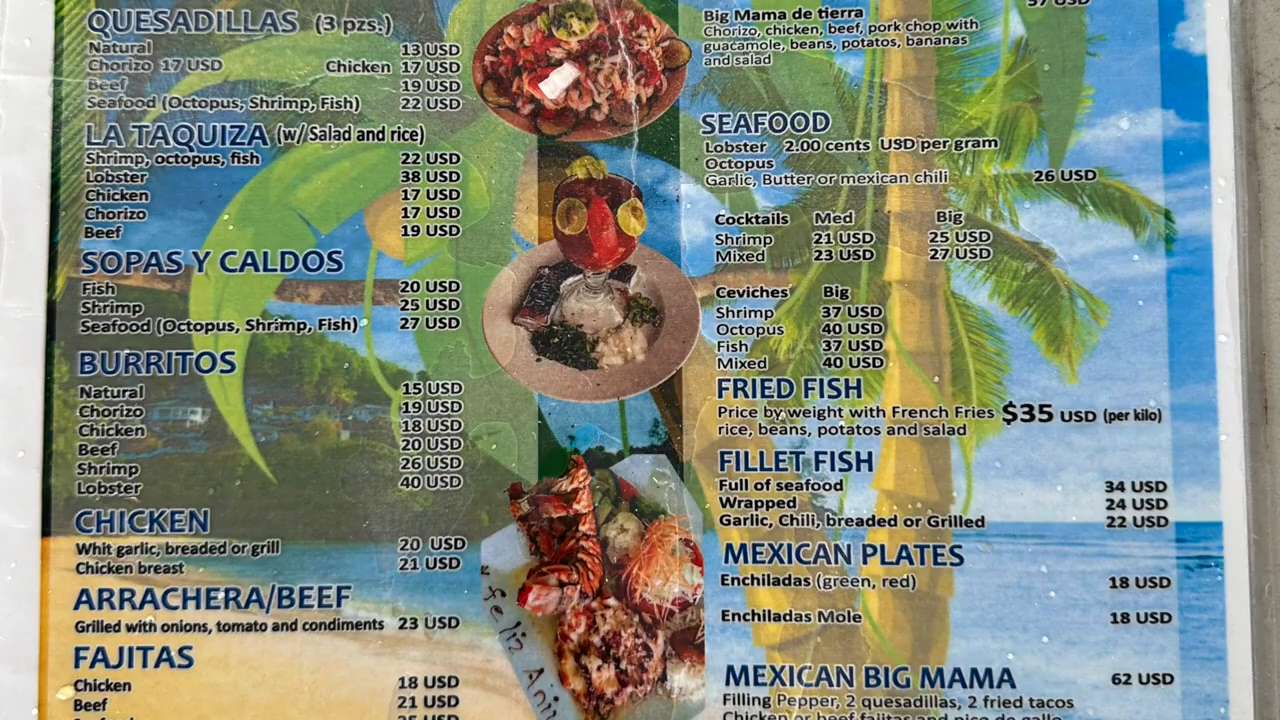 QUESADILLAS (3 pzs.)
Natural 13 USD
Chorizo 17 USD Chicken 17 USD
Beef 19 USD
Seafood (Octopus, Shrimp, Fish) 22 USD
LA TAQUIZA (w/Salad and rice)
Shrimp, octopus, fish 22 USD
Lobster 38 USD
Chicken 17 USD
Chorizo 17 USD
Beef 19 USD
SOPAS Y CALDOS
Fish 20 USD
Shrimp 25 USD
Seafood (Octopus, Shrimp, Fish) 27 USD
BURRITOS
Natural 15 USD
Chorizo 19 USD
Chicken 18 USD
Beef 20 USD
Shrimp 26 USD
Lobster 40 USD
CHICKEN
Whit garlic, breaded or grill 20 USD
Chicken breast 21 USD
ARRACHERA/BEEF
Grilled with onions, tomato and condiments 23 USD
FAJITAS
Chicken 18 USD
Beef 21 USD
Feliz
57 USD
Big Mama de tierra
Chorizo, chicken, beef, pork chop with
guacamole, beans, potatos, bananas
and salad
SEAFOOD
Lobster 2.00 cents USD per gram
Octopus
Garlic, Butter or mexican chili 26 USD
Cocktails Med Big
Shrimp 21 USD 25 USD
Mixed 23 USD 27 USD
Ceviches Big
Shrimp 37 USD
Octopus 40 USD
Fish 37 USD
Mixed 40 USD
FRIED FISH
Price by weight with French Fries $35 USD (per kilo)
rice, beans, potatos and salad
FILLET FISH
Full of seafood 34 USD
Wrapped 24 USD
Garlic, Chili, breaded or Grilled 22 USD
MEXICAN PLATES
Enchiladas (green, red) 18 USD
Enchiladas Mole 18 USD
MEXICAN BIG MAMA 62 USD
Filling Pepper, 2 quesadillas, 2 fried tacos
Chicken or beef fajitas and pico de gallo